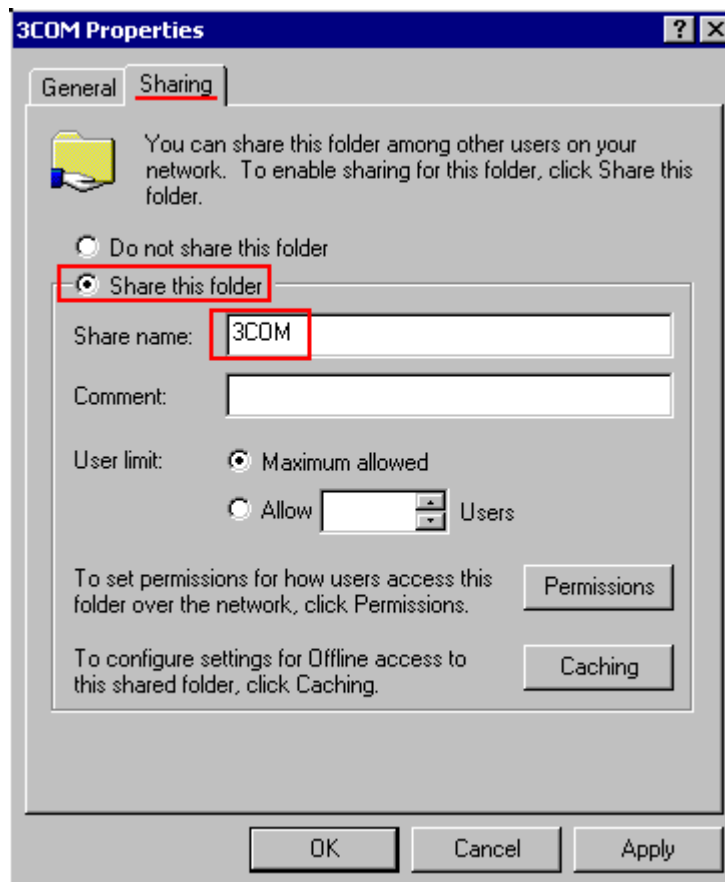 3COM Properties
General Sharing
You can share this folder among other users on your
network. To enable sharing for this folder, click Share this
folder.
Do not share this folder
Share this folder
Share name: 3COM
Comment:
User limit: Maximum allowed
Allow Users
To set permissions for how users access this
folder over the network, click Permissions.
Permissions
To configure settings for Offline access to
this shared folder, click Caching.
Caching
OK Cancel Apply